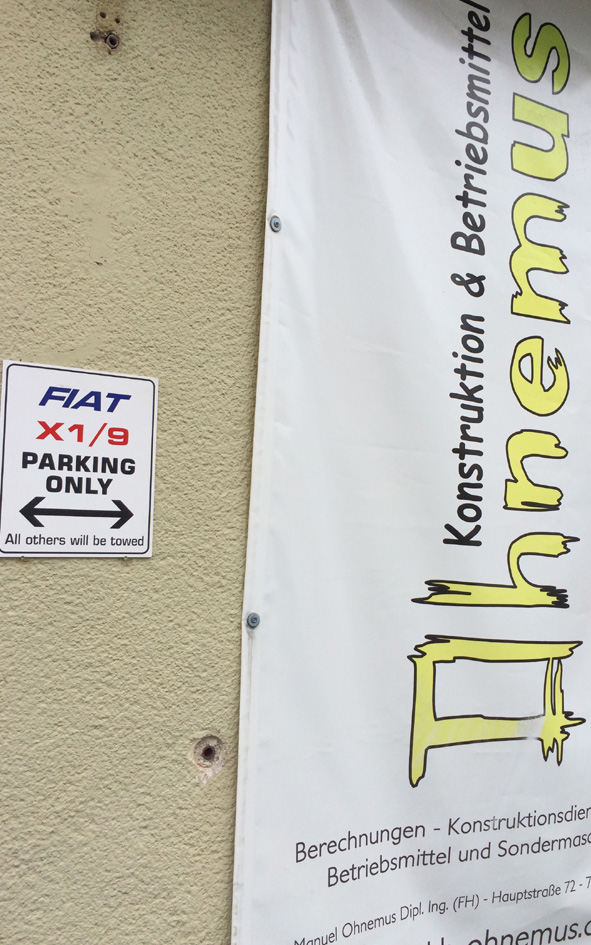 FIAT
X1/9
PARKING
ONLY
All others will be towed
Konstruktion & Betriebsmittel
Ohnemus
Berechnungen - Konstruktionsdien
Betriebsmittel und Sondermasc
Manuel Ohnemus Dipl. Ing. (FH) - Hauptstraße 72 - 7
ohnemus.